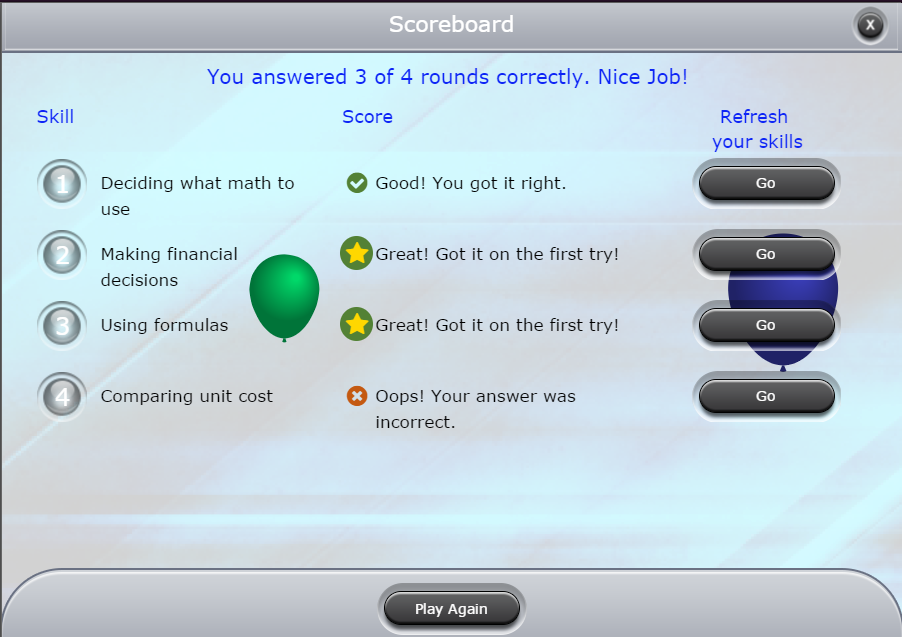 Scoreboard
X
You answered 3 of 4 rounds correctly. Nice Job!
Skill
Score
Refresh
your skills
1
Deciding what math to
use
Good! You got it right.
Go
2
Making financial
decisions
Great! Got it on the first try!
Go
3
Using formulas
Great! Got it on the first try!
Go
4
Comparing unit cost
Oops! Your answer was
incorrect.
Go
Play Again